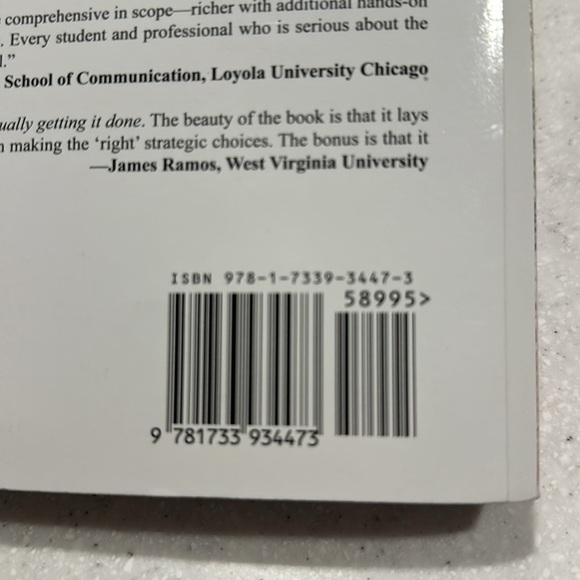 comprehensive in scope—richer with additional hands-on
. Every student and professional who is serious about the
l.”
School of Communication, Loyola University Chicago
ually getting it done. The beauty of the book is that it lays
making the ‘right’ strategic choices. The bonus is that it
—James Ramos, West Virginia University
ISBN 978-1-7339-3447-3
58995>
9 781733 934473